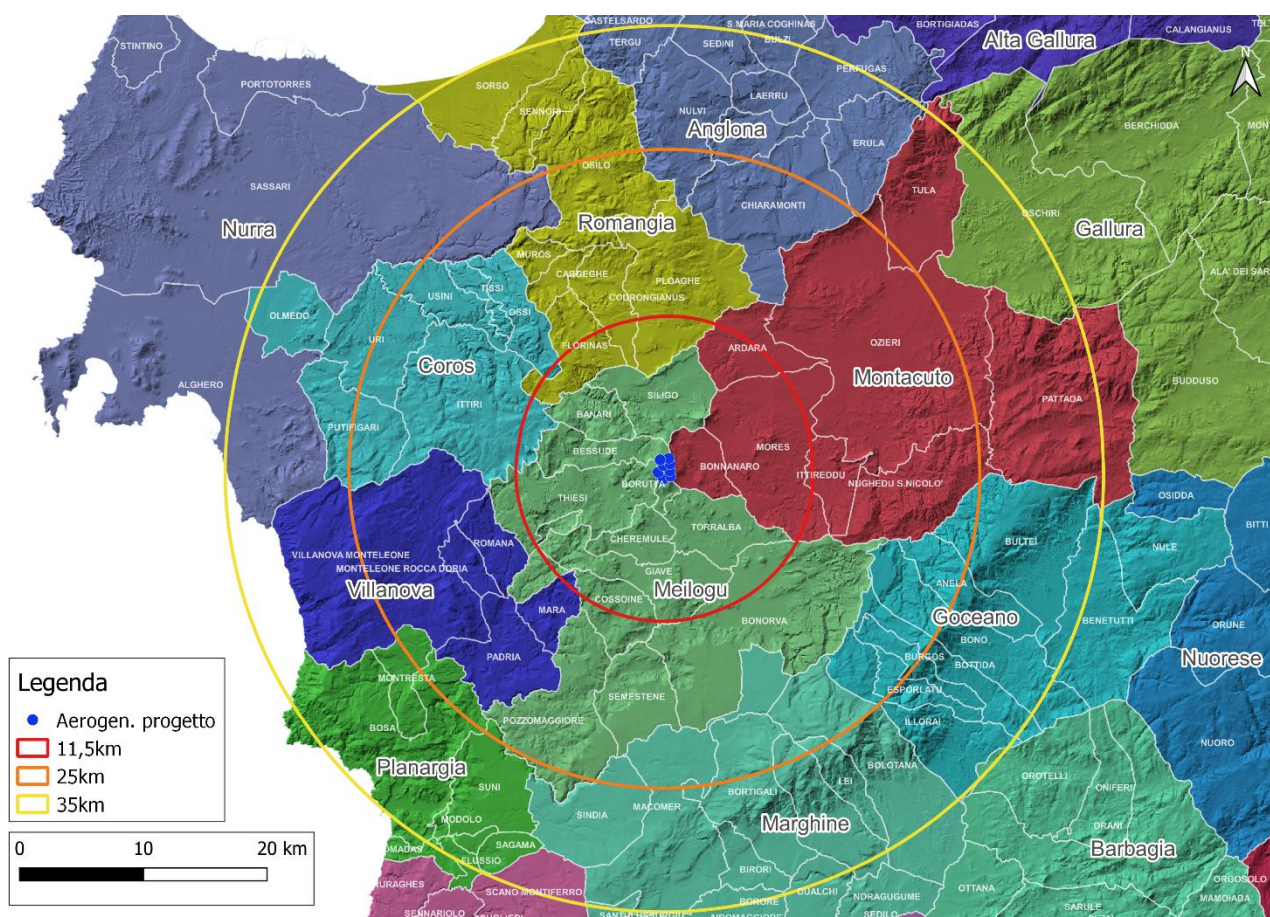 STINTINO
CASTELSARDO
S.MARIA COGHINAS
BORTIGIADAS
CALANGIANUS
TERGU
SEDINI
BULZI
Alta Gallura
N
PORTOTORRES
SORSO
PERFUGAS
LAERRU
SENNORI
NULVI
Anglona
BERCHIDDA
ERULA
OSILO
SASSARI
TULA
CHIARAMONTI
OSCHIRI
Nurra
Romangia
Gallura
MUROS
CARGEGHE
PLOAGHE
TISSI
USINI
CODRONGIANUS
OSSI
OLMEDO
URI
FLORINAS
ARDARA
OZIERI
Coros
Montacuto
BUDDUSO
ALGHERO
SILIGO
PATTADA
ITTIRI
BANARI
PUTIFIGARI
MORES
BESSUDE
BONNANARO
ITTIREDDU
BORUTTA
NUGHEDU S.NICOLO'
THIESI
OSIDDA
TORRALBA
BITTI
CHEREMULE
BULTEI
ROMANA
NULE
VILLANOVA MONTELEONE
GIAVE
MONTELEONE ROCCA DORIA
ANELA
Villanova
Meilogu
COSSOINE
MARA
Goceano
BENETUTTI
BONORVA
ORUNE
BONO
PADRIA
BURGOS
BOTTIDA
Nuorese
Legenda
MONTRESTA
ESPORLATU
SEMESTENE
Aerogen. progetto
POZZOMAGGIORE
ILLORAI
BOSA
NUORO
11,5km
25km
Planargia
BOLOTANA
OROTELLI
35km
LEI
SUNI
ONIFERI
BORTIGALI
MACOMER
SINDIA
MODOLO
Marghine
ORANI
SAGAMA
Barbagia
FLUSSIO
0 10 20 km
BIRORI
ORGOSOLO
SCANO MONTIFERRO
DUALCHI
NORAGUGUME
OTTANA
MAMOIADA
BORORE
SARULE
SENNARIOLO
SEDILO